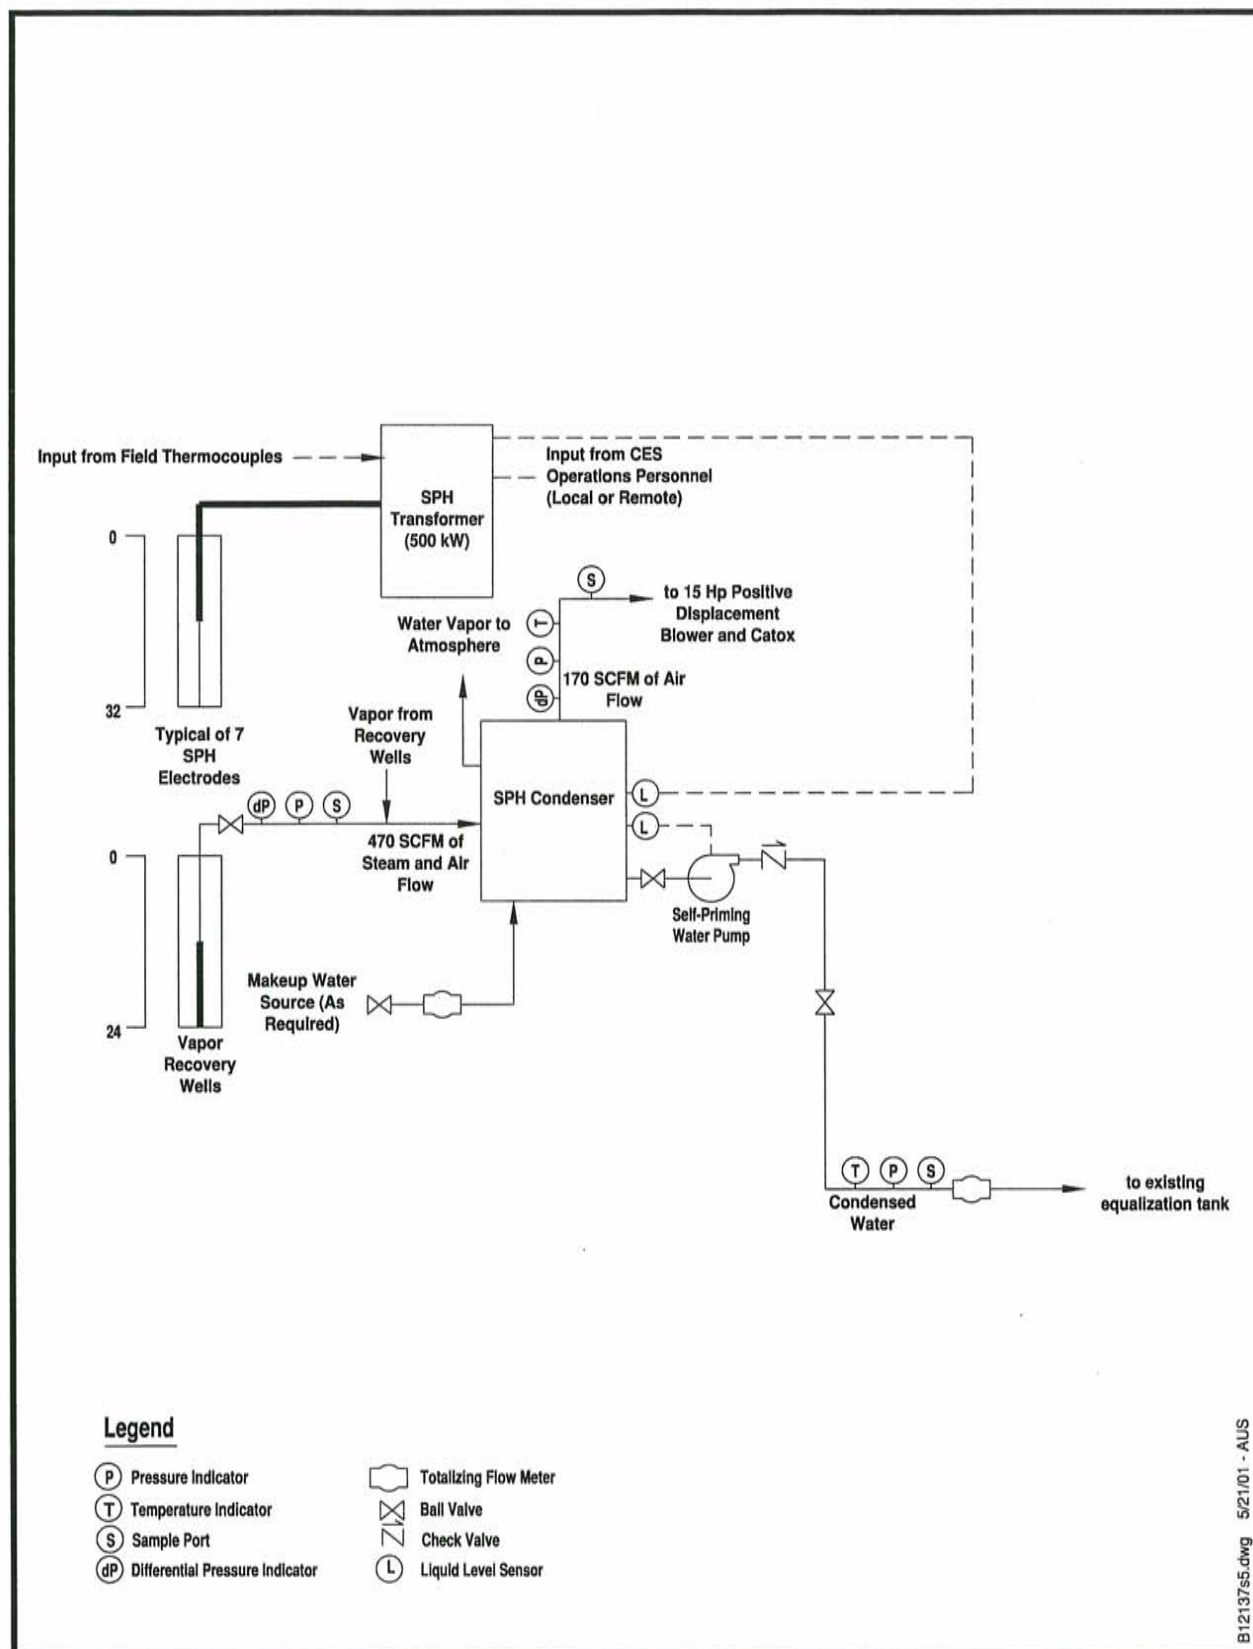 Input from Field Thermocouples
SPH
Transformer
(500 kW)
Input from CES
Operations Personnel
(Local or Remote)
0
32
Typical of 7
SPH
Electrodes
S
to 15 Hp Positive
Displacement
Blower and Catox
T
P
dP
170 SCFM of Air
Flow
Water Vapor to
Atmosphere
Vapor from
Recovery
Wells
dP
P
S
470 SCFM of
Steam and Air
Flow
SPH Condenser
L
L
Self-Priming
Water Pump
0
24
Vapor
Recovery
Wells
Makeup Water
Source (As
Required)
T
P
S
Condensed
Water
to existing
equalization tank
Legend
P Pressure Indicator
T Temperature Indicator
S Sample Port
dP Differential Pressure Indicator
Totalizing Flow Meter
Ball Valve
Check Valve
L Liquid Level Sensor
B12137s5.dwg 5/21/01 - AUS